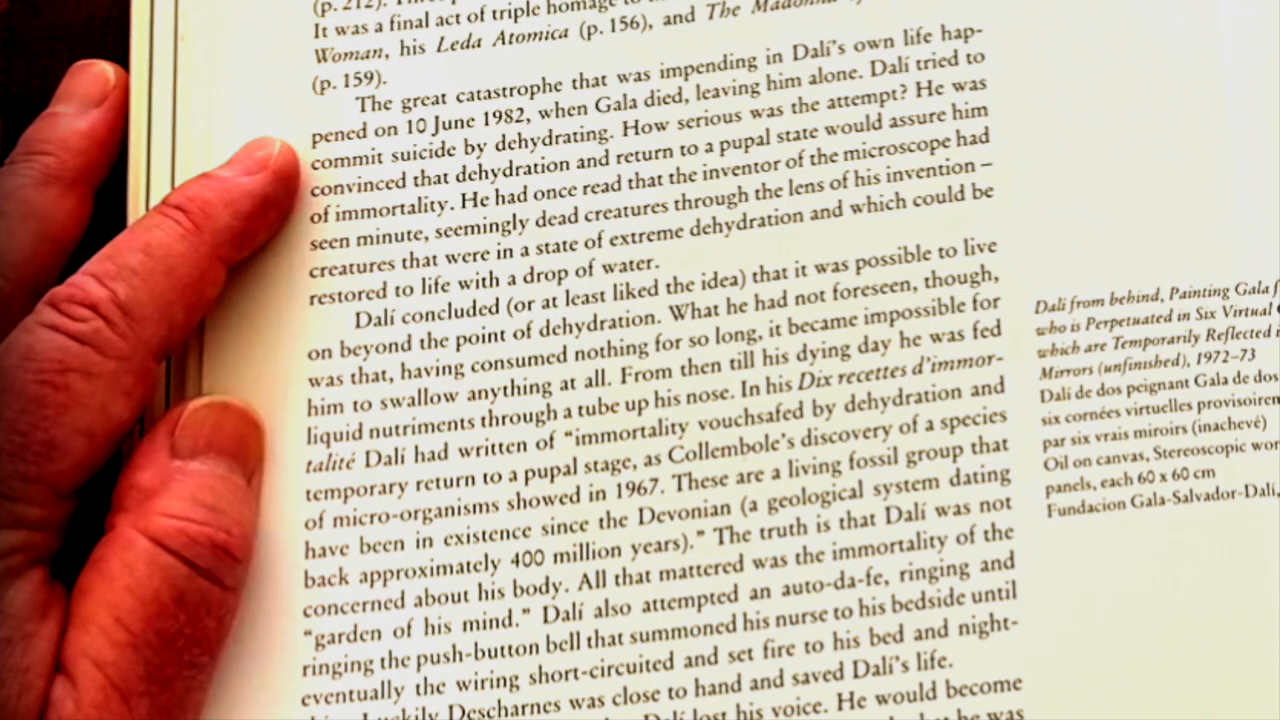 (p. 212).
It was a final act of triple homage to
Woman, his Leda Atomica (p. 156), and The Madonna
(p. 159).
The great catastrophe that was impending in Dalí's own life hap-
pened on 10 June 1982, when Gala died, leaving him alone. Dalí tried to
commit suicide by dehydrating. How serious was the attempt? He was
convinced that dehydration and return to a pupal state would assure him
of immortality. He had once read that the inventor of the microscope had
seen minute, seemingly dead creatures through the lens of his invention –
creatures that were in a state of extreme dehydration and which could be
restored to life with a drop of water.
Dalí concluded (or at least liked the idea) that it was possible to live
on beyond the point of dehydration. What he had not foreseen, though,
was that, having consumed nothing for so long, it became impossible for
him to swallow anything at all. From then till his dying day he was fed
liquid nutriments through a tube up his nose. In his Dix recettes d'immor-
talité Dalí had written of “immortality vouchsafed by dehydration and
temporary return to a pupal stage, as Collembole's discovery of a species
of micro-organisms showed in 1967. These are a living fossil group that
have been in existence since the Devonian (a geological system dating
back approximately 400 million years).” The truth is that Dalí was not
concerned about his body. All that mattered was the immortality of the
“garden of his mind.” Dalí also attempted an auto-da-fe, ringing and
ringing the push-button bell that summoned his nurse to his bedside until
eventually the wiring short-circuited and set fire to his bed and night-
Luckily Descharnes was close to hand and saved Dalí's life.
Dalí lost his voice. He would become
he was
Dalí from behind, Painting Gala
who is Perpetuated in Six Virtual
which are Temporarily Reflected
Mirrors (unfinished), 1972–73
Dalí de dos peignant Gala de dos
six cornées virtuelles
par six vrais miroirs (inachevé)
Oil on canvas, Stereoscopic
panels, each 60 x 60 cm
Fundacion Gala-Salvador-Dalí,